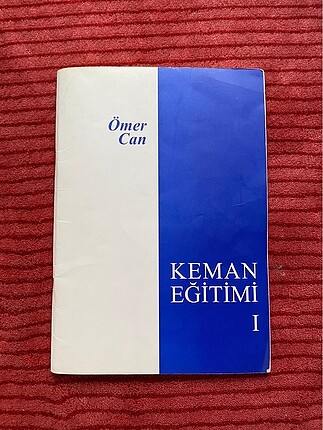 Ömer
Can
KEMAN
EĞİTİMİ
I